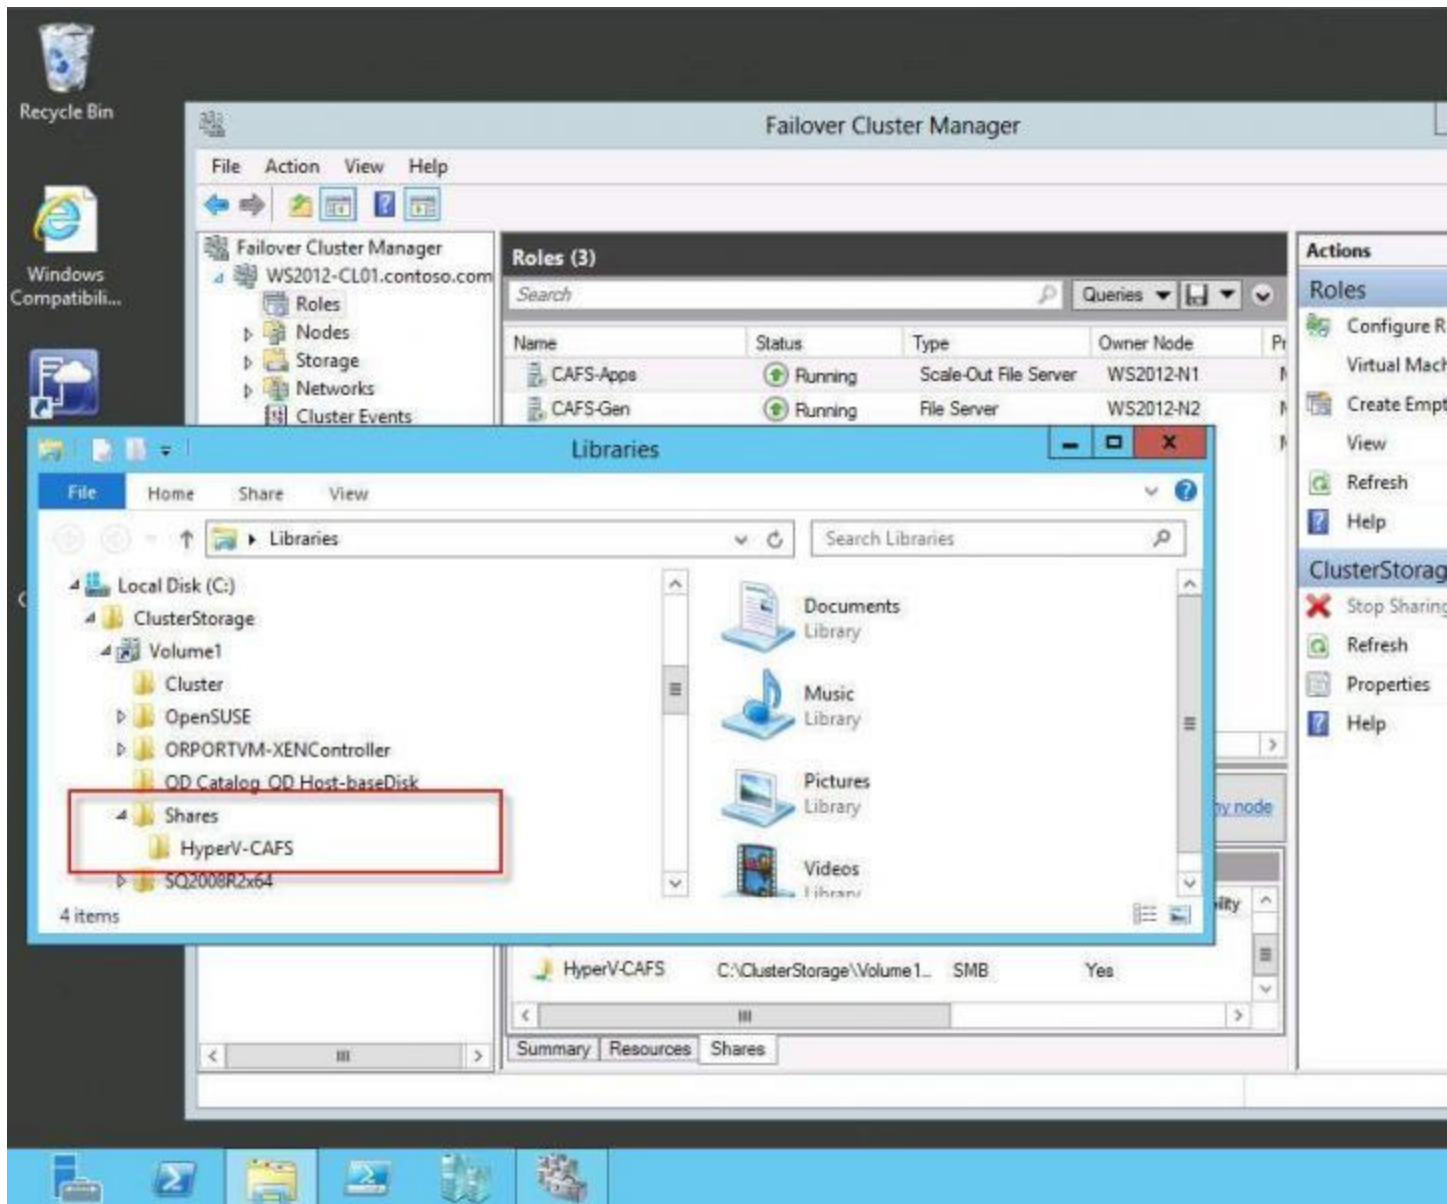 Recycle Bin
Windows
Compatibili...
Failover Cluster Manager
File Action View Help
Failover Cluster Manager
WS2012-CL01.contoso.com
Roles
Nodes
Storage
Networks
Cluster Events
Roles (3)
Search
Queries
Name Status Type Owner Node
CAFS-Apps Running Scale-Out File Server WS2012-N1
CAFS-Gen Running File Server WS2012-N2
Actions
Roles
Configure R
Virtual Mach
Create Empt
View
Refresh
Help
ClusterStorag
Stop Sharing
Refresh
Properties
Help
Libraries
File Home Share View
Libraries
Search Libraries
Local Disk (C:)
ClusterStorage
Volume1
Cluster
OpenSUSE
ORPORTVM-XENController
QD Catalog QD Host-baseDisk
Shares
HyperV-CAFS
SQ2008R2x64
4 items
Documents
Library
Music
Library
Pictures
Library
Videos
Library
node
HyperV-CAFS C:\ClusterStorage\Volume1... SMB Yes
Summary Resources Shares